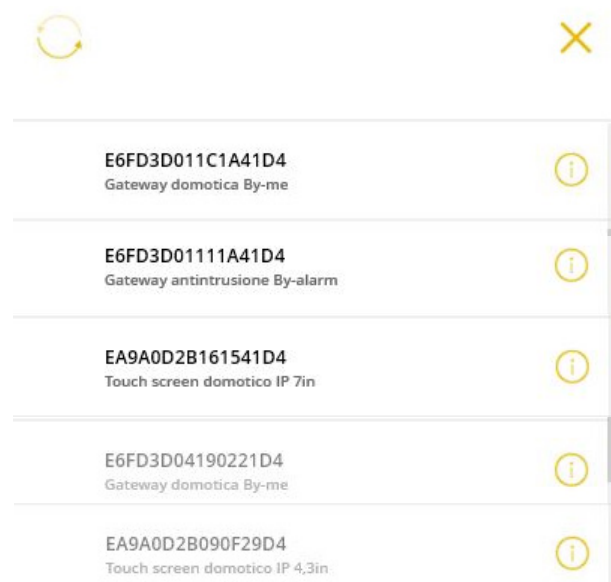 E6FD3D011C1A41D4
Gateway domotica By-me
E6FD3D01111A41D4
Gateway antintrusione By-alarm
EA9A0D2B161541D4
Touch screen domotico IP 7in
E6FD3D04190221D4
Gateway domotica By-me
EA9A0D2B090F29D4
Touch screen domotico IP 4,3in